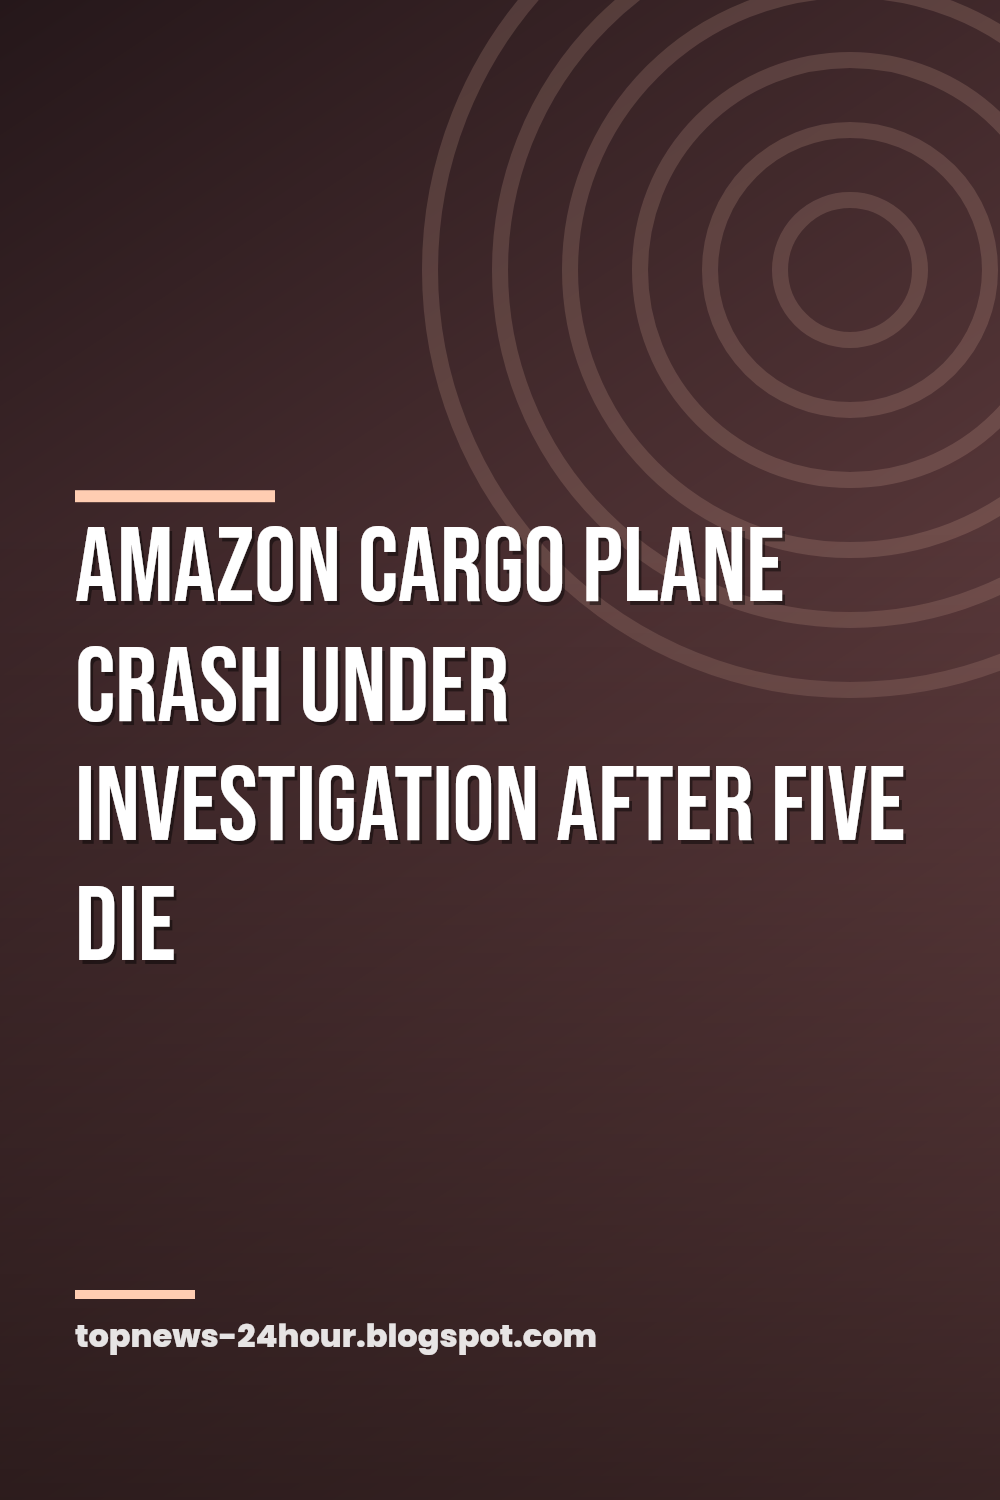 AMAZON CARGO PLANE
CRASH UNDER
INVESTIGATION AFTER FIVE
DIE
topnews-24hour.blogspot.com